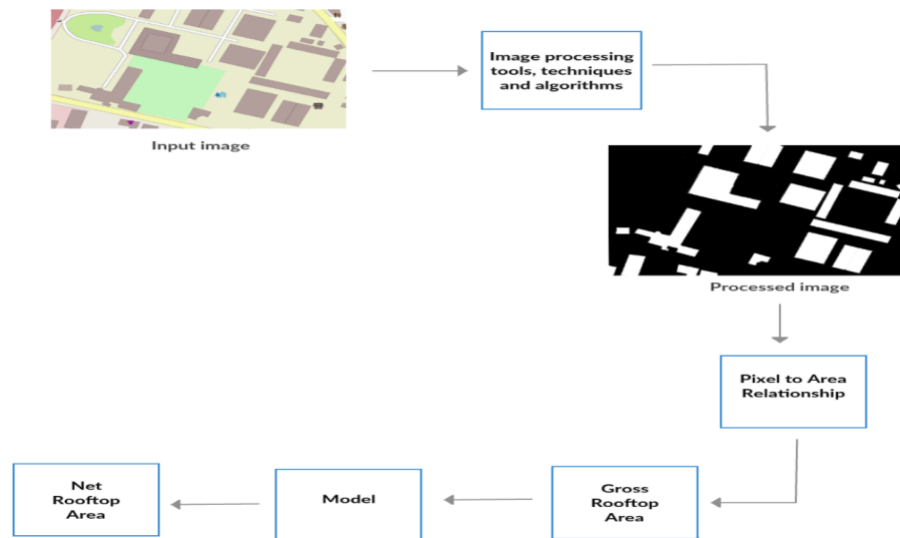 Input image
Image processing
tools, techniques
and algorithms
Processed image
Pixel to Area
Relationship
Gross
Rooftop
Area
Model
Net
Rooftop
Area